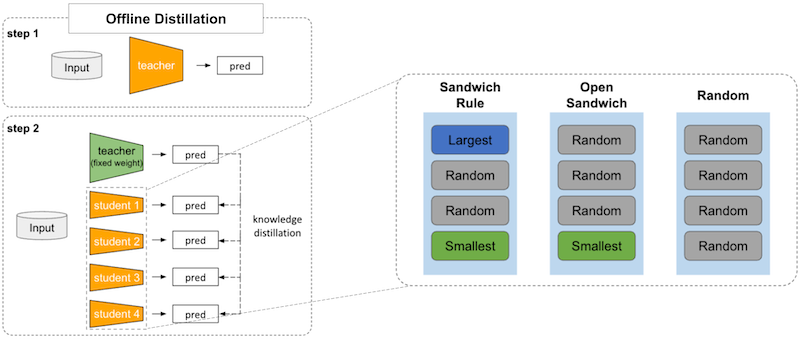 Offline Distillation
step 1
Input
teacher
pred
step 2
teacher
(fixed weight)
pred
Input
student 1
pred
student 2
pred
student 3
pred
student 4
pred
knowledge
distillation
Sandwich
Rule
Largest
Random
Random
Smallest
Open
Sandwich
Random
Random
Random
Smallest
Random
Random
Random
Random
Random